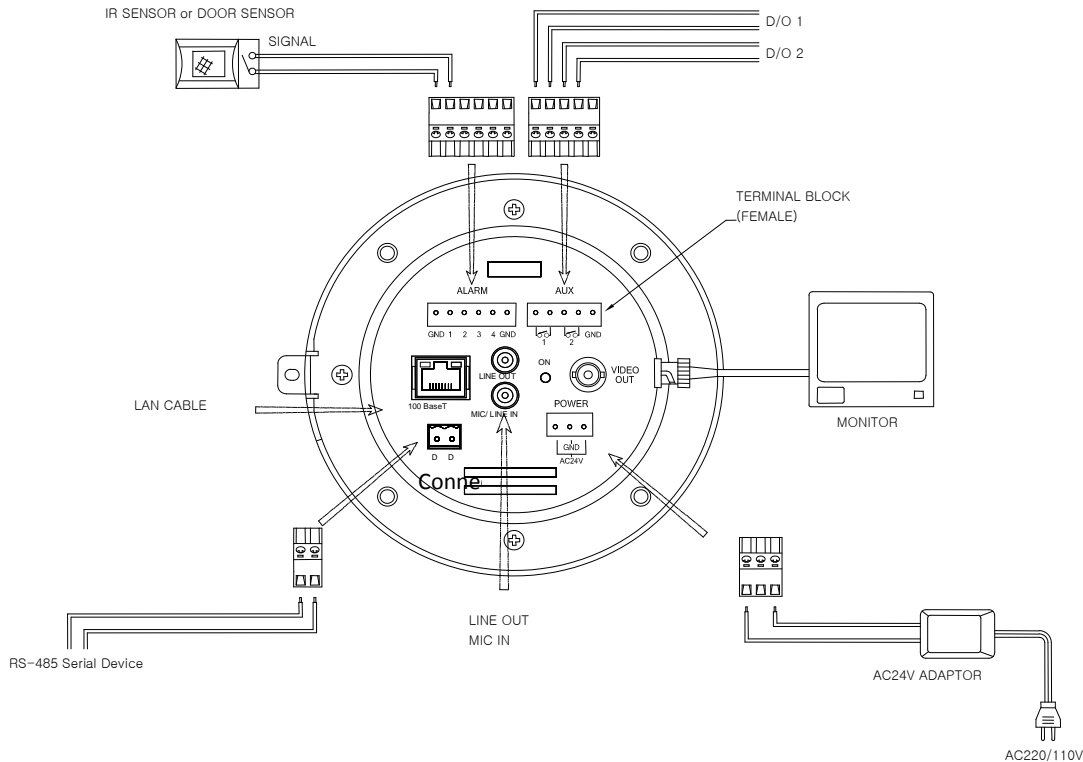 IR SENSOR or DOOR SENSOR
SIGNAL
D/O 1
D/O 2
TERMINAL BLOCK
(FEMALE)
ALARM
AUX
GND 1 2 3 4 GND
1 2 GND
LINE OUT
ON
VIDEO
OUT
100 BaseT
MIC/ LINE IN
POWER
GND
AC24V
D D
Conne
LAN CABLE
MONITOR
LINE OUT
MIC IN
RS-485 Serial Device
AC24V ADAPTOR
AC220/110V